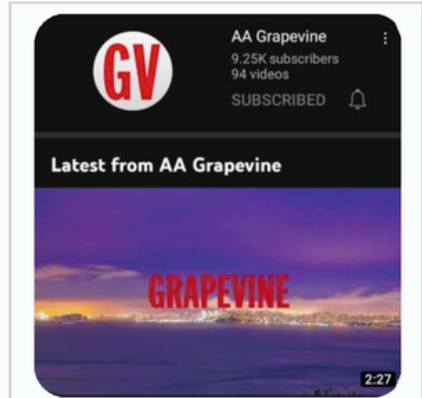 GV
AA Grapevine
9.25K subscribers
94 videos
SUBSCRIBED
Latest from AA Grapevine
GRAPEVINE
2:27